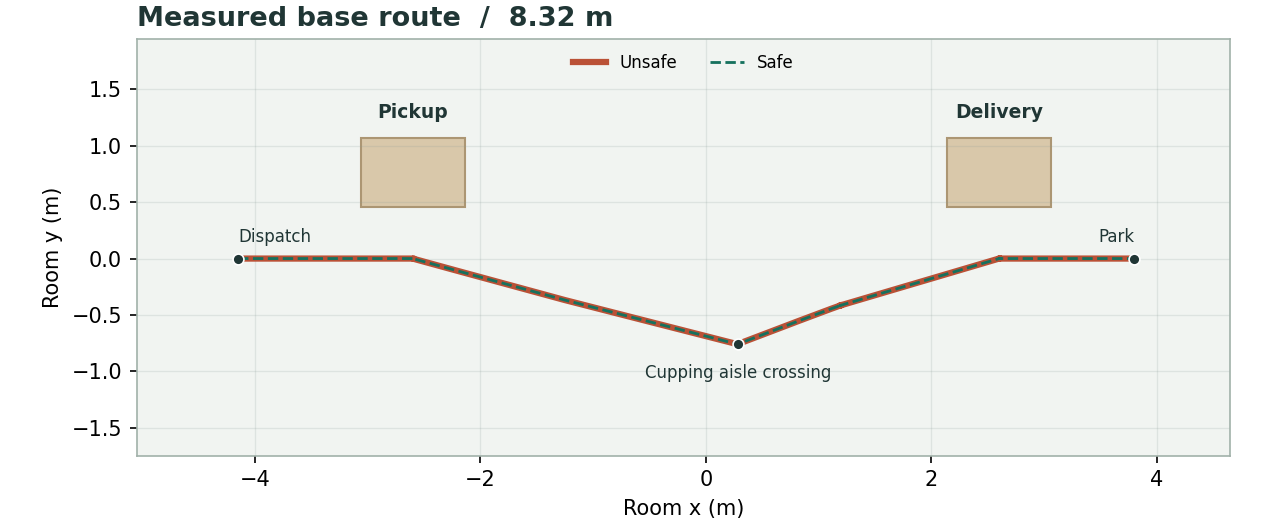 Measured base route / 8.32 m
Unsafe
Safe
Pickup
Delivery
Dispatch
Park
Cupping aisle crossing
Room y (m)
1.5
1.0
0.5
0.0
−0.5
−1.0
−1.5
−4
−2
0
2
4
Room x (m)